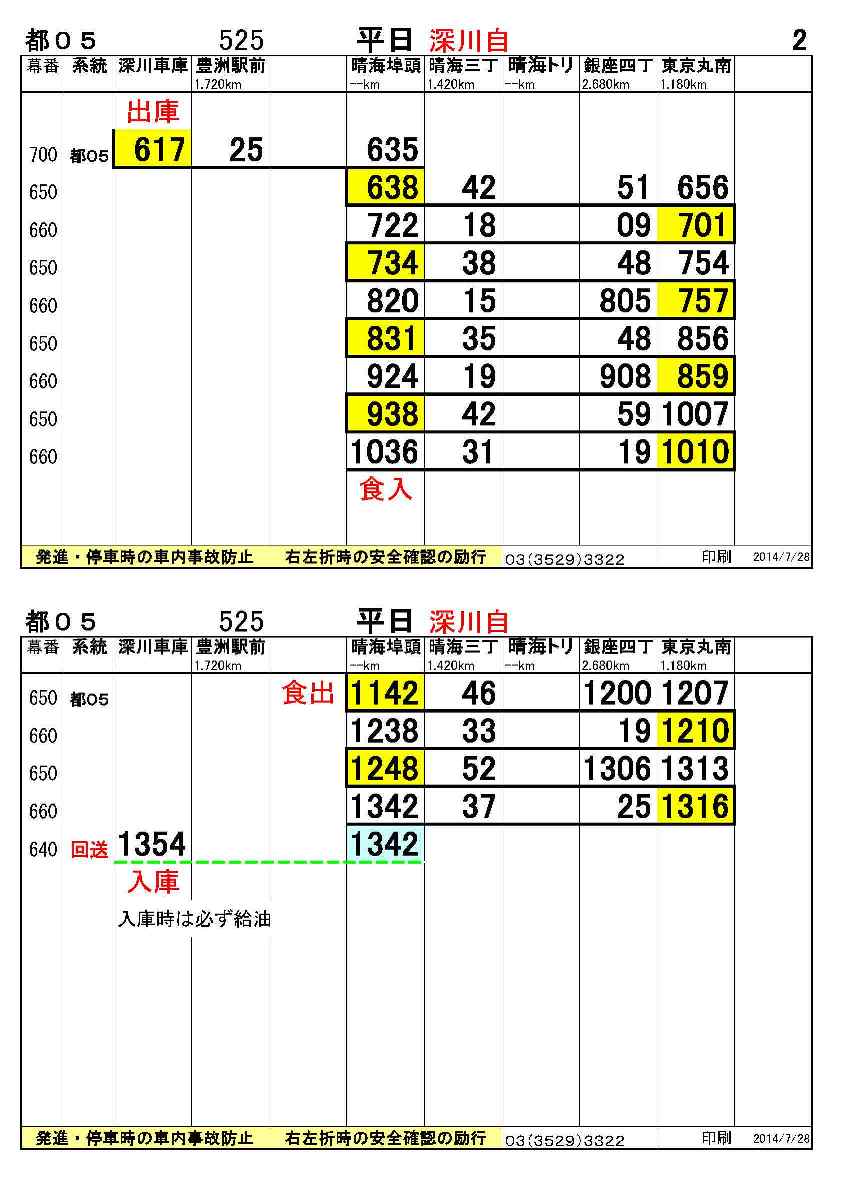 都０５ 525 平日 深川自 2
幕番 系統 深川車庫 豊洲駅前 晴海埠頭 晴海三丁 晴海トリ 銀座四丁 東京丸南
1.720km --km 1.420km --km 2.680km 1.180km
出庫
700 都05 617 25 635
650 638 42 51 656
660 722 18 09 701
650 734 38 48 754
660 820 15 805 757
650 831 35 48 856
660 924 19 908 859
650 938 42 59 1007
660 1036 31 19 1010
食入
発進・停車時の車内事故防止 右左折時の安全確認の励行 03(3529)3322 印刷 2014/7/28
都０５ 525 平日 深川自
幕番 系統 深川車庫 豊洲駅前 晴海埠頭 晴海三丁 晴海トリ 銀座四丁 東京丸南
1.720km --km 1.420km --km 2.680km 1.180km
650 都05 食出 1142 46 1200 1207
660 1238 33 19 1210
650 1248 52 1306 1313
660 1342 37 25 1316
640 回送 1354 1342
入庫
入庫時は必ず給油
発進・停車時の車内事故防止 右左折時の安全確認の励行 03(3529)3322 印刷 2014/7/28